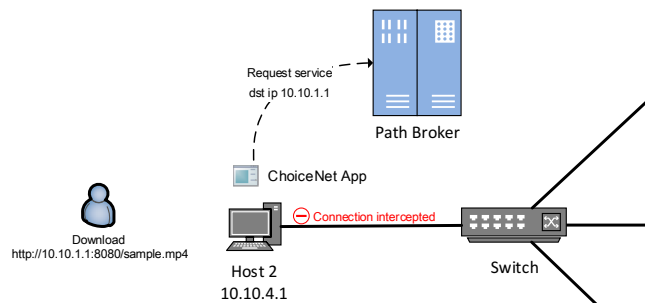 Request service
dst ip 10.10.1.1
Path Broker
ChoiceNet App
Connection intercepted
Download
http://10.10.1.1:8080/sample.mp4
Host 2
10.10.4.1
Switch